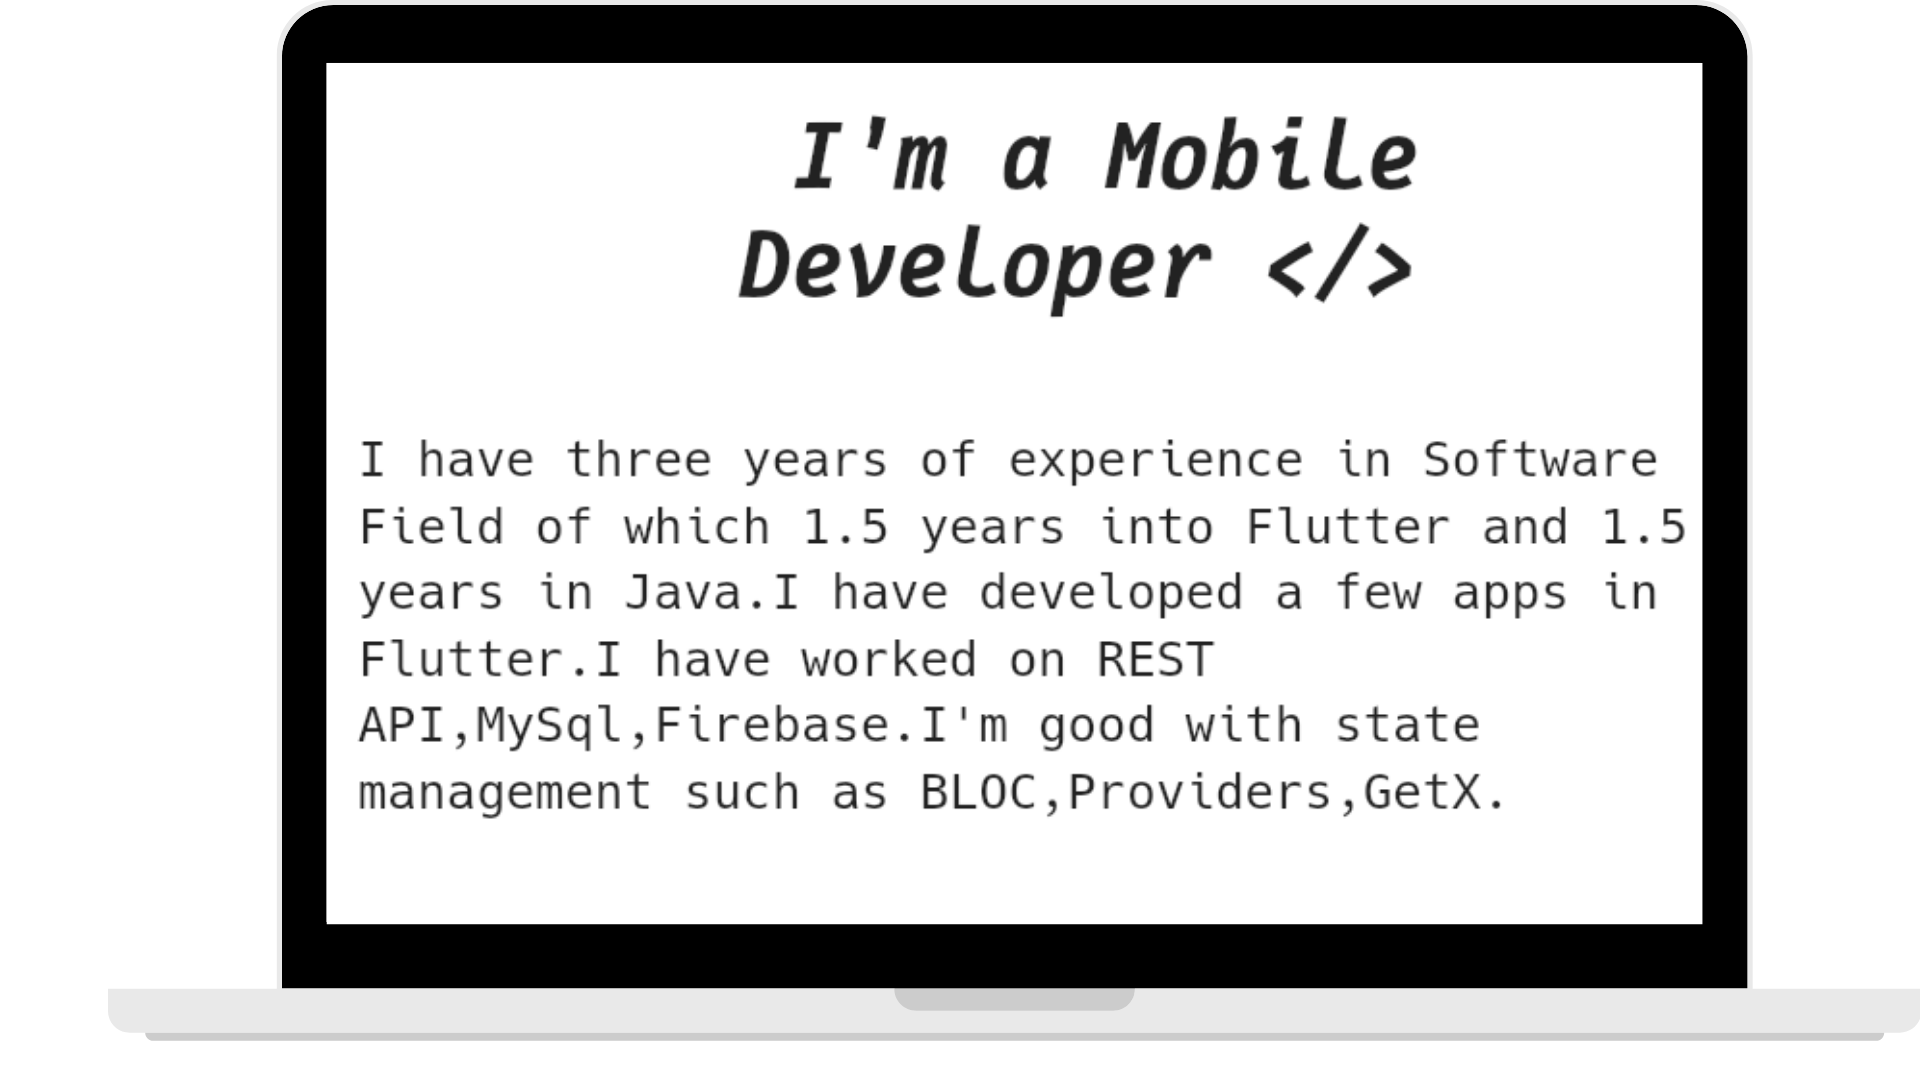 I'm a Mobile
Developer </>
I have three years of experience in Software
Field of which 1.5 years into Flutter and 1.5
years in Java.I have developed a few apps in
Flutter.I have worked on REST
API,MySql,Firebase.I'm good with state
management such as BLOC,Providers,GetX.